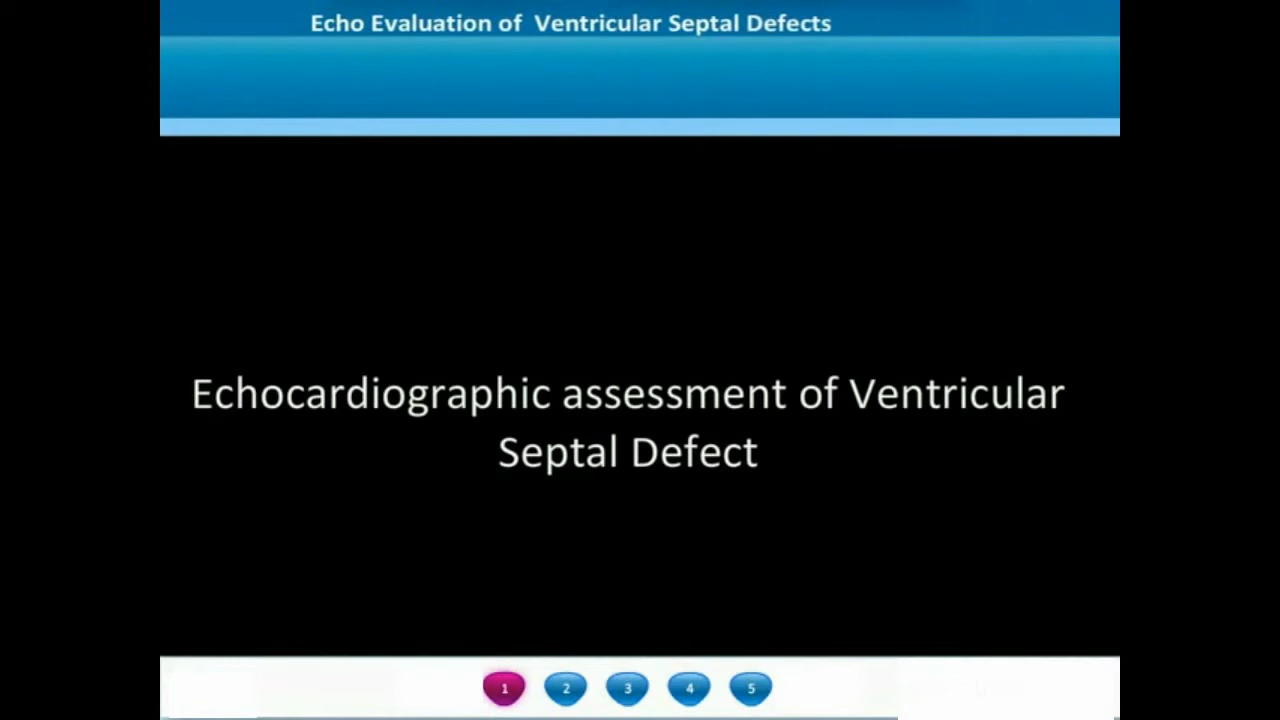 Echo Evaluation of  Ventricular Septal Defects
Echocardiographic assessment of Ventricular
Septal Defect
1 2 3 4 5